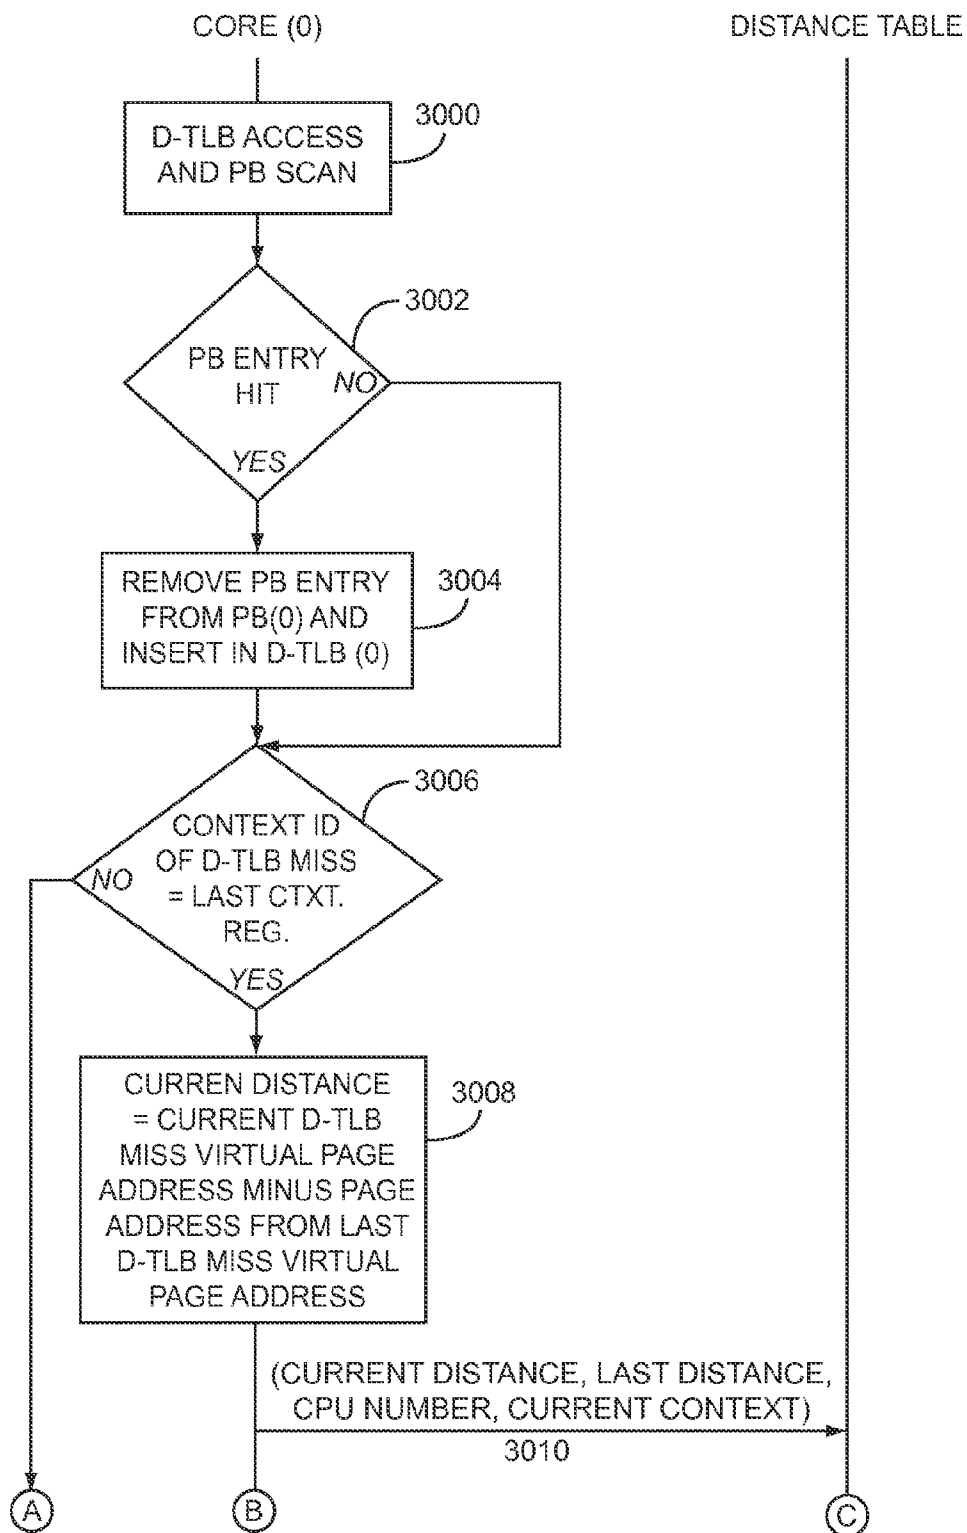 CORE (0)
DISTANCE TABLE
D-TLB ACCESS
AND PB SCAN
3000
3002
PB ENTRY
HIT
NO
YES
REMOVE PB ENTRY
FROM PB(0) AND
INSERT IN D-TLB (0)
3004
3006
CONTEXT ID
OF D-TLB MISS
= LAST CTXT.
REG.
NO
YES
CURREN DISTANCE
= CURRENT D-TLB
MISS VIRTUAL PAGE
ADDRESS MINUS PAGE
ADDRESS FROM LAST
D-TLB MISS VIRTUAL
PAGE ADDRESS
3008
(CURRENT DISTANCE, LAST DISTANCE,
CPU NUMBER, CURRENT CONTEXT)
3010
A
B
C